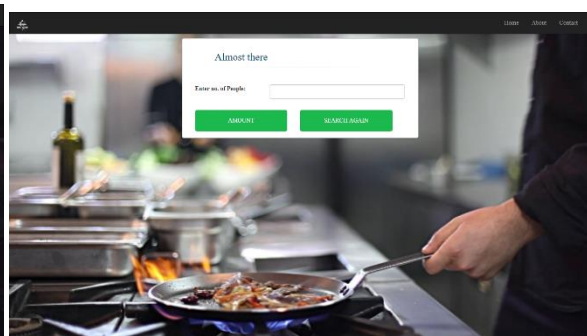 Home About Contact
Almost there
Enter no. of People:
AMOUNT SEARCH AGAIN